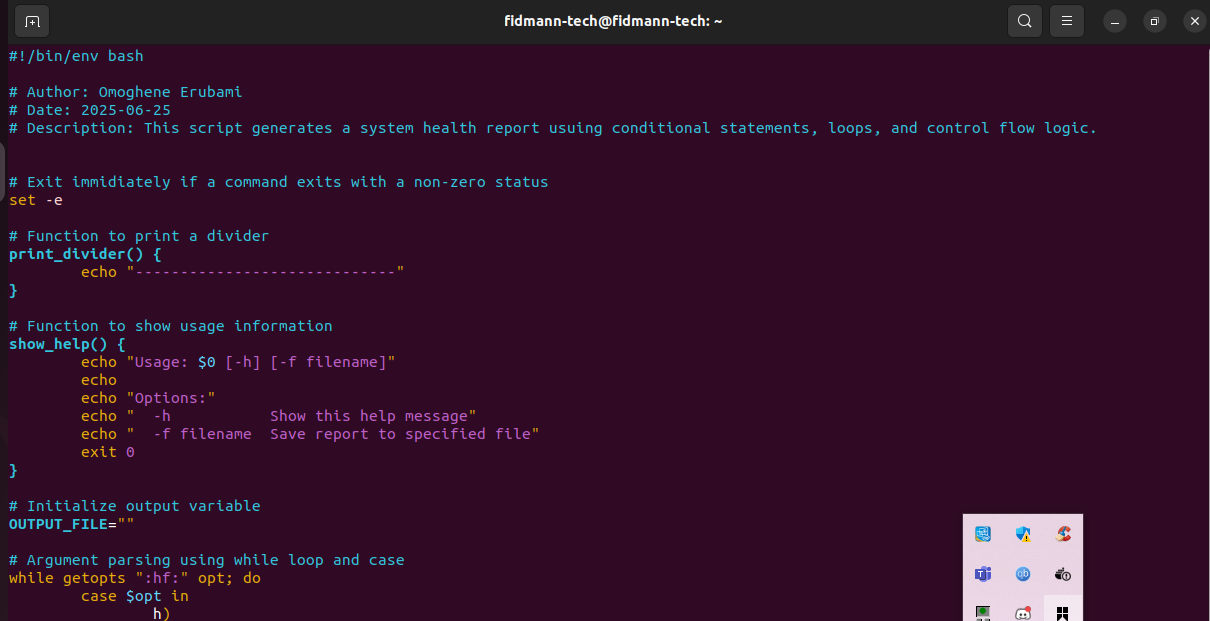 fidmann-tech@fidmann-tech: ~
#!/bin/env bash

# Author: Omoghene Erubami
# Date: 2025-06-25
# Description: This script generates a system health report usuing conditional statements, loops, and control flow logic.


# Exit immidiately if a command exits with a non-zero status
set -e

# Function to print a divider
print_divider() {
        echo "-----------------------------"
}

# Function to show usage information
show_help() {
        echo "Usage: $0 [-h] [-f filename]"
        echo
        echo "Options:"
        echo "  -h           Show this help message"
        echo "  -f filename  Save report to specified file"
        exit 0
}

# Initialize output variable
OUTPUT_FILE=""

# Argument parsing using while loop and case
while getopts ":hf:" opt; do
        case $opt in
                h)
qb